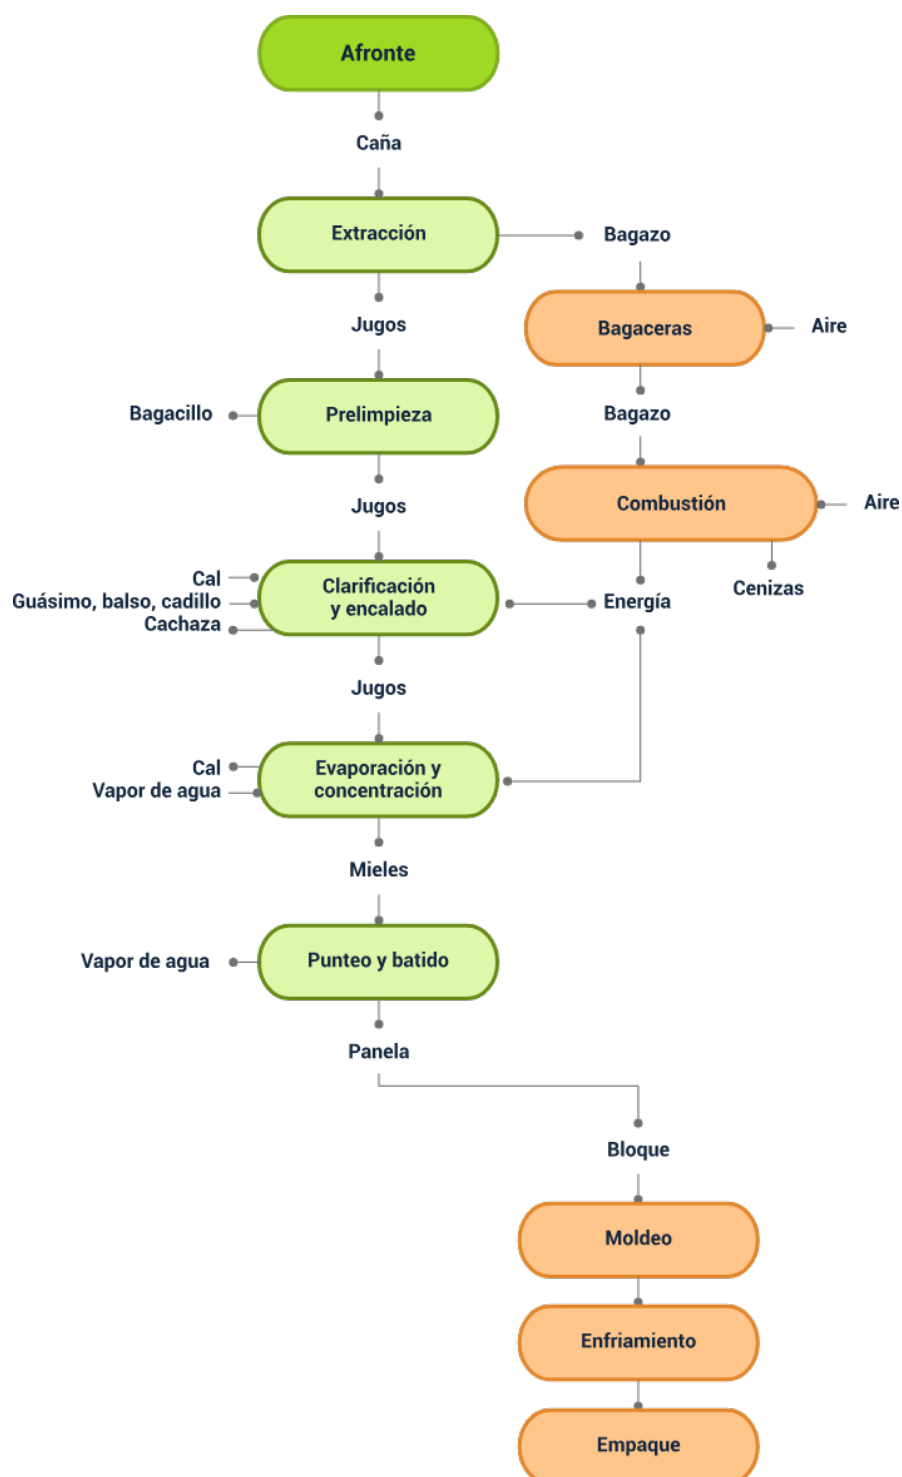 Afronte
Caña
Extracción
Bagazo
Jugos
Bagaceras
Aire
Bagacillo
Prelimpieza
Bagazo
Jugos
Combustión
Aire
Cal
Guásimo, balso, cadillo
Cachaza
Clarificación
y encalado
Energía
Cenizas
Jugos
Cal
Vapor de agua
Evaporación y
concentración
Mieles
Vapor de agua
Punteo y batido
Panela
Bloque
Moldeo
Enfriamiento
Empaque